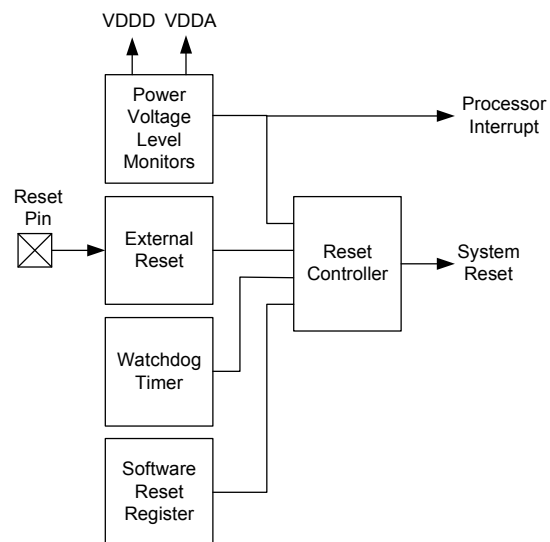 VDDD VDDA
Power
Voltage
Level
Monitors
Processor
Interrupt
Reset
Pin
External
Reset
Reset
Controller
System
Reset
Watchdog
Timer
Software
Reset
Register